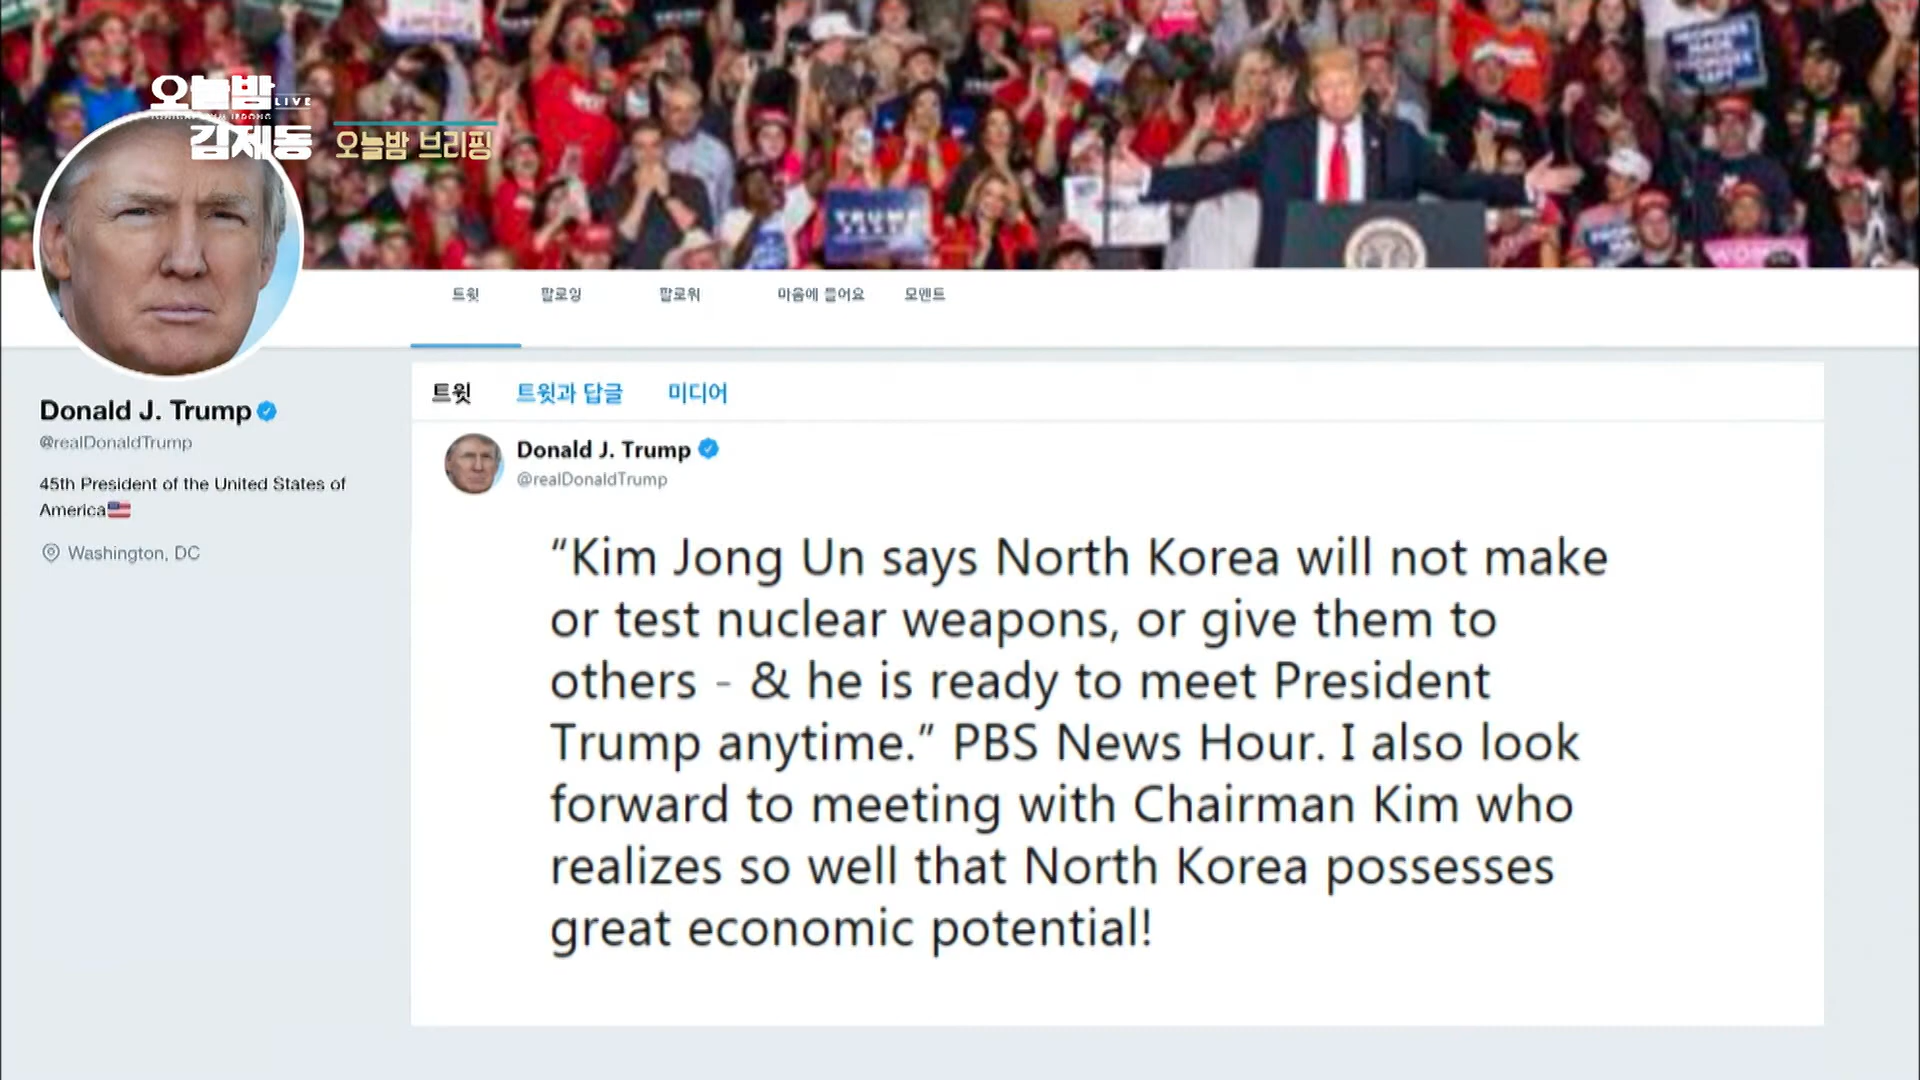 오늘밤 LIVE
김제동
오늘밤 브리핑
TRUMP
트윗 팔로잉 팔로워 마음에 들어요 모멘트
Donald J. Trump
@realDonaldTrump
45th President of the United States of
America
Washington, DC
트윗 트윗과 답글 미디어
Donald J. Trump
@realDonaldTrump
“Kim Jong Un says North Korea will not make
or test nuclear weapons, or give them to
others - & he is ready to meet President
Trump anytime.” PBS News Hour. I also look
forward to meeting with Chairman Kim who
realizes so well that North Korea possesses
great economic potential!